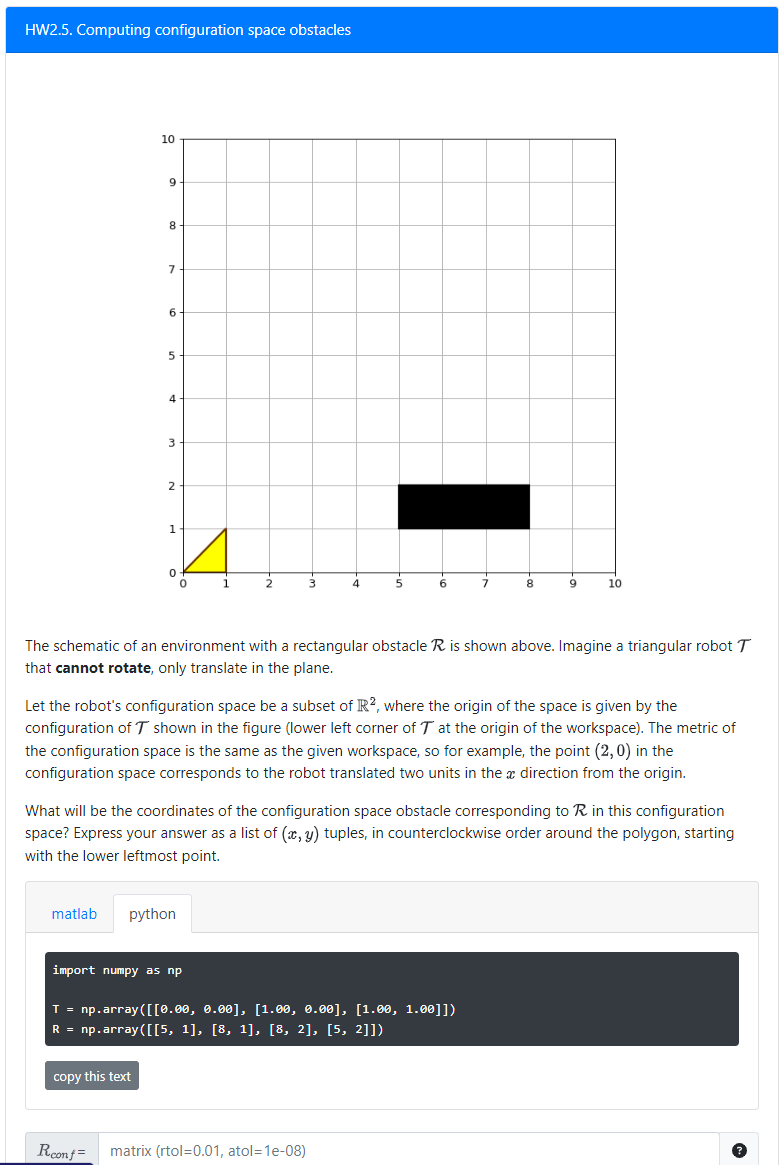 HW2.5. Computing configuration space obstacles
10
9
8
7
6
5
4
3
2
1
0
0 1 2 3 4 5 6 7 8 9 10
The schematic of an environment with a rectangular obstacle ℛ is shown above. Imagine a triangular robot 𝒯
that cannot rotate, only translate in the plane.
Let the robot's configuration space be a subset of ℝ², where the origin of the space is given by the
configuration of 𝒯 shown in the figure (lower left corner of 𝒯 at the origin of the workspace). The metric of
the configuration space is the same as the given workspace, so for example, the point (2, 0) in the
configuration space corresponds to the robot translated two units in the x direction from the origin.
What will be the coordinates of the configuration space obstacle corresponding to ℛ in this configuration
space? Express your answer as a list of (x, y) tuples, in counterclockwise order around the polygon, starting
with the lower leftmost point.
matlab python
import numpy as np
T = np.array([[0.00, 0.00], [1.00, 0.00], [1.00, 1.00]])
R = np.array([[5, 1], [8, 1], [8, 2], [5, 2]])
copy this text
R_conf = matrix (rtol=0.01, atol=1e-08) ?